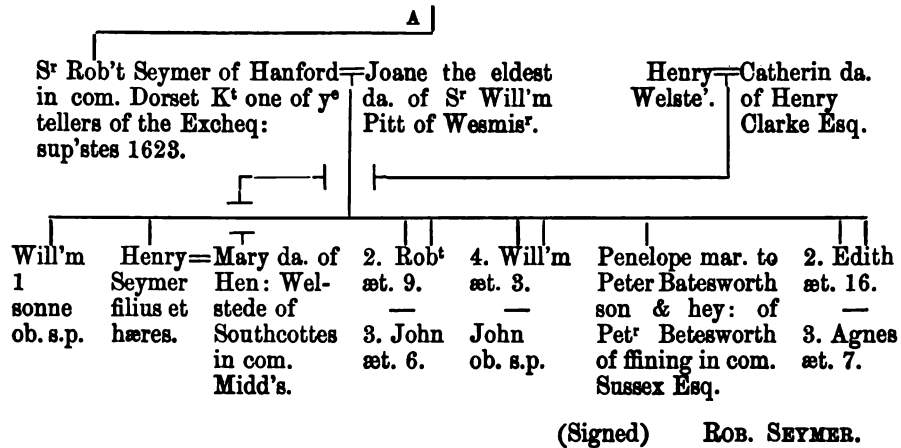 A
Sʳ Rob't Seymer of Hanford
in com. Dorset Kᵗ one of yᵉ
tellers of the Excheq:
sup'stes 1623.
Joane the eldest
da. of Sʳ Will'm
Pitt of Wesmisʳ.
Henry
Welste'.
Catherin da.
of Henry
Clarke Esq.
Will'm
1
sonne
ob. s.p.
Henry=
Seymer
filius et
hæres.
Mary da. of
Hen: Wel-
stede of
Southcottes
in com.
Midd's.
2. Robᵗ
æt. 9.
—
3. John
æt. 6.
4. Will'm
æt. 3.
—
John
ob. s.p.
Penelope mar. to
Peter Batesworth
son & hey: of
Petʳ Betesworth
of ffining in com.
Sussex Esq.
2. Edith
æt. 16.
—
3. Agnes
æt. 7.
(Signed) ROB. SEYMER.